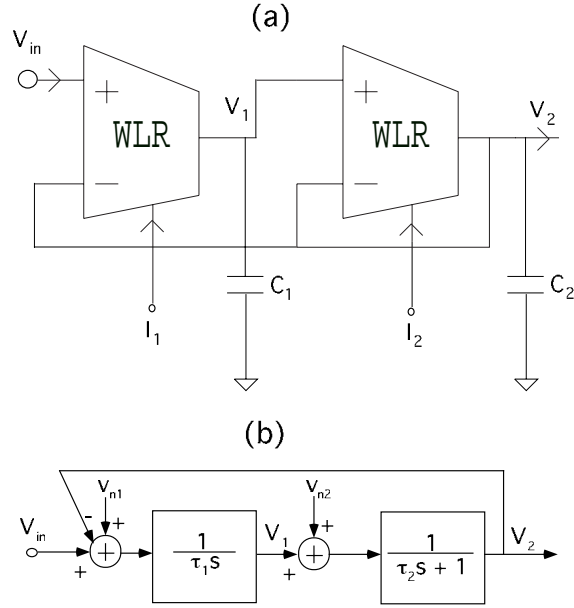 (a)
V_in
+
WLR
−
V_1
+
WLR
−
V_2
C_1
C_2
I_1
I_2
(b)
V_in
+
-
v_n1
+
1
τ_1s
V_1
+
v_n2
+
1
τ_2s + 1
V_2